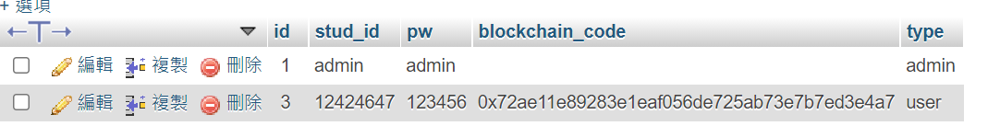 + 選項
←T→ id stud_id pw blockchain_code type
編輯 複製 刪除 1 admin admin admin
編輯 複製 刪除 3 12424647 123456 0x72ae11e89283e1eaf056de725ab73e7b7ed3e4a7 user